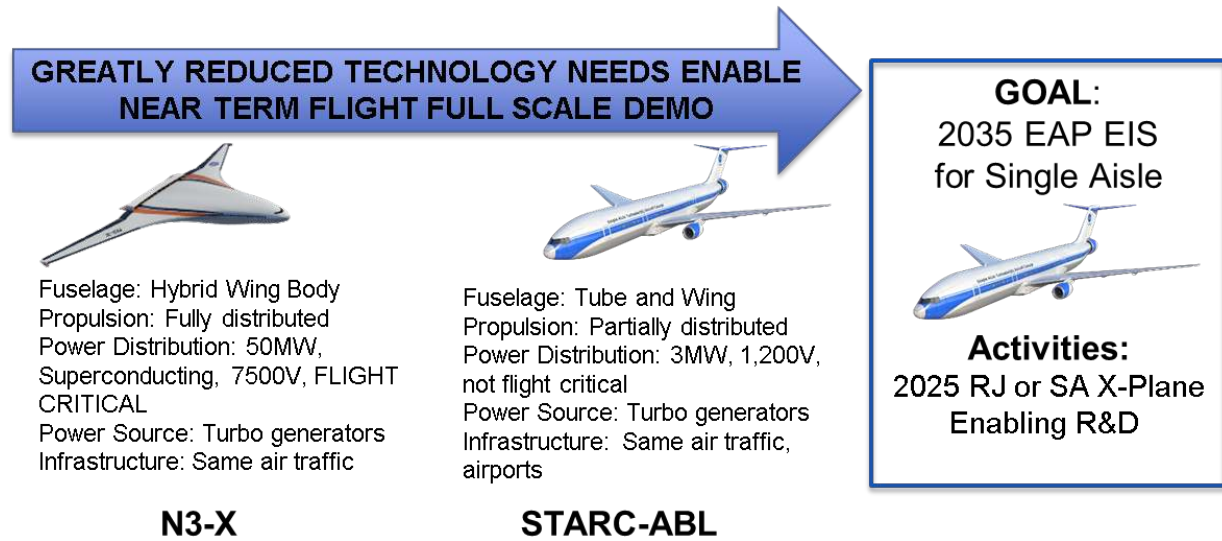 GREATLY REDUCED TECHNOLOGY NEEDS ENABLE
NEAR TERM FLIGHT FULL SCALE DEMO
Fuselage: Hybrid Wing Body
Propulsion: Fully distributed
Power Distribution: 50MW,
Superconducting, 7500V, FLIGHT
CRITICAL
Power Source: Turbo generators
Infrastructure: Same air traffic
N3-X
Fuselage: Tube and Wing
Propulsion: Partially distributed
Power Distribution: 3MW, 1,200V,
not flight critical
Power Source: Turbo generators
Infrastructure: Same air traffic,
airports
STARC-ABL
GOAL:
2035 EAP EIS
for Single Aisle
Activities:
2025 RJ or SA X-Plane
Enabling R&D